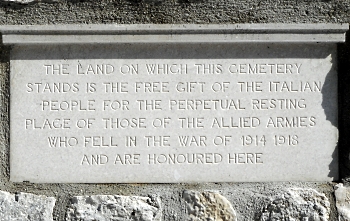 THE LAND ON WHICH THIS CEMETERY
STANDS IS THE FREE GIFT OF THE ITALIAN
PEOPLE FOR THE PERPETUAL RESTING
PLACE OF THOSE OF THE ALLIED ARMIES
WHO FELL IN THE WAR OF 1914 1918
AND ARE HONOURED HERE